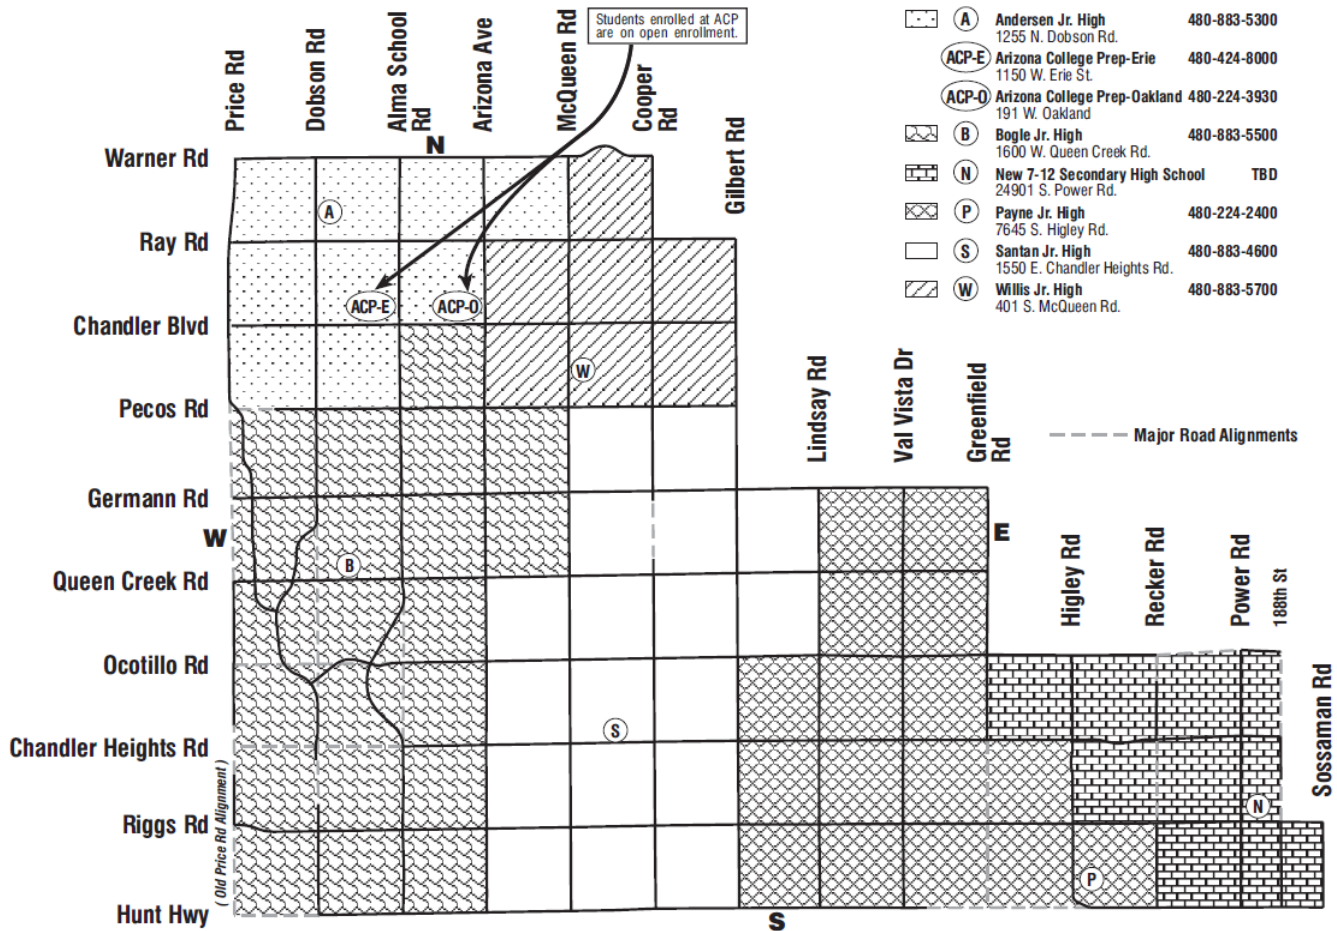 Students enrolled at ACP
are on open enrollment.
Price Rd
Dobson Rd
Alma School
Rd
Arizona Ave
McQueen Rd
Cooper
Rd
Gilbert Rd
N
A Andersen Jr. High 480-883-5300
1255 N. Dobson Rd.
ACP-E Arizona College Prep-Erie 480-424-8000
1150 W. Erie St.
ACP-O Arizona College Prep-Oakland 480-224-3930
191 W. Oakland
B Bogle Jr. High 480-883-5500
1600 W. Queen Creek Rd.
N New 7-12 Secondary High School TBD
24901 S. Power Rd.
P Payne Jr. High 480-224-2400
7645 S. Higley Rd.
S Santan Jr. High 480-883-4600
1550 E. Chandler Heights Rd.
W Willis Jr. High 480-883-5700
401 S. McQueen Rd.
Major Road Alignments
Warner Rd
A
Ray Rd
ACP-E
ACP-O
Chandler Blvd
W
Pecos Rd
Lindsay Rd
Val Vista Dr
Greenfield
Rd
Germann Rd
W
E
B
Queen Creek Rd
Higley Rd
Recker Rd
Power Rd
188th St
Sossaman Rd
Ocotillo Rd
S
Chandler Heights Rd
( Old Price Rd Alignment )
N
Riggs Rd
P
Hunt Hwy
S